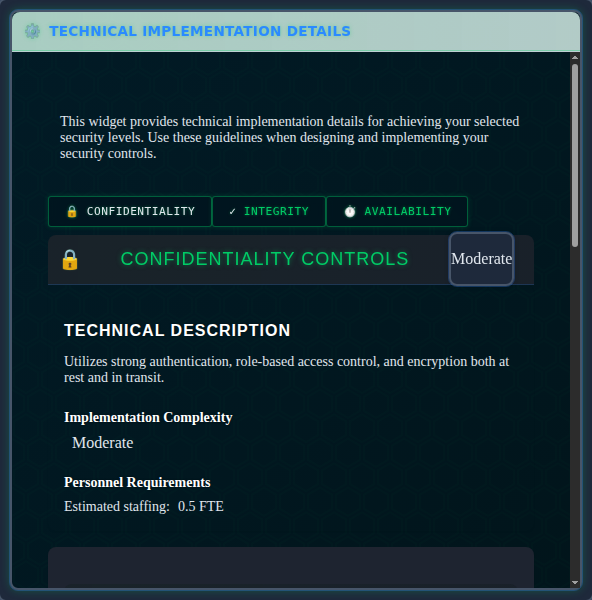 TECHNICAL IMPLEMENTATION DETAILS
This widget provides technical implementation details for achieving your selected
security levels. Use these guidelines when designing and implementing your
security controls.
CONFIDENTIALITY
✓ INTEGRITY
AVAILABILITY
CONFIDENTIALITY CONTROLS
Moderate
TECHNICAL DESCRIPTION
Utilizes strong authentication, role-based access control, and encryption both at
rest and in transit.
Implementation Complexity
Moderate
Personnel Requirements
Estimated staffing: 0.5 FTE